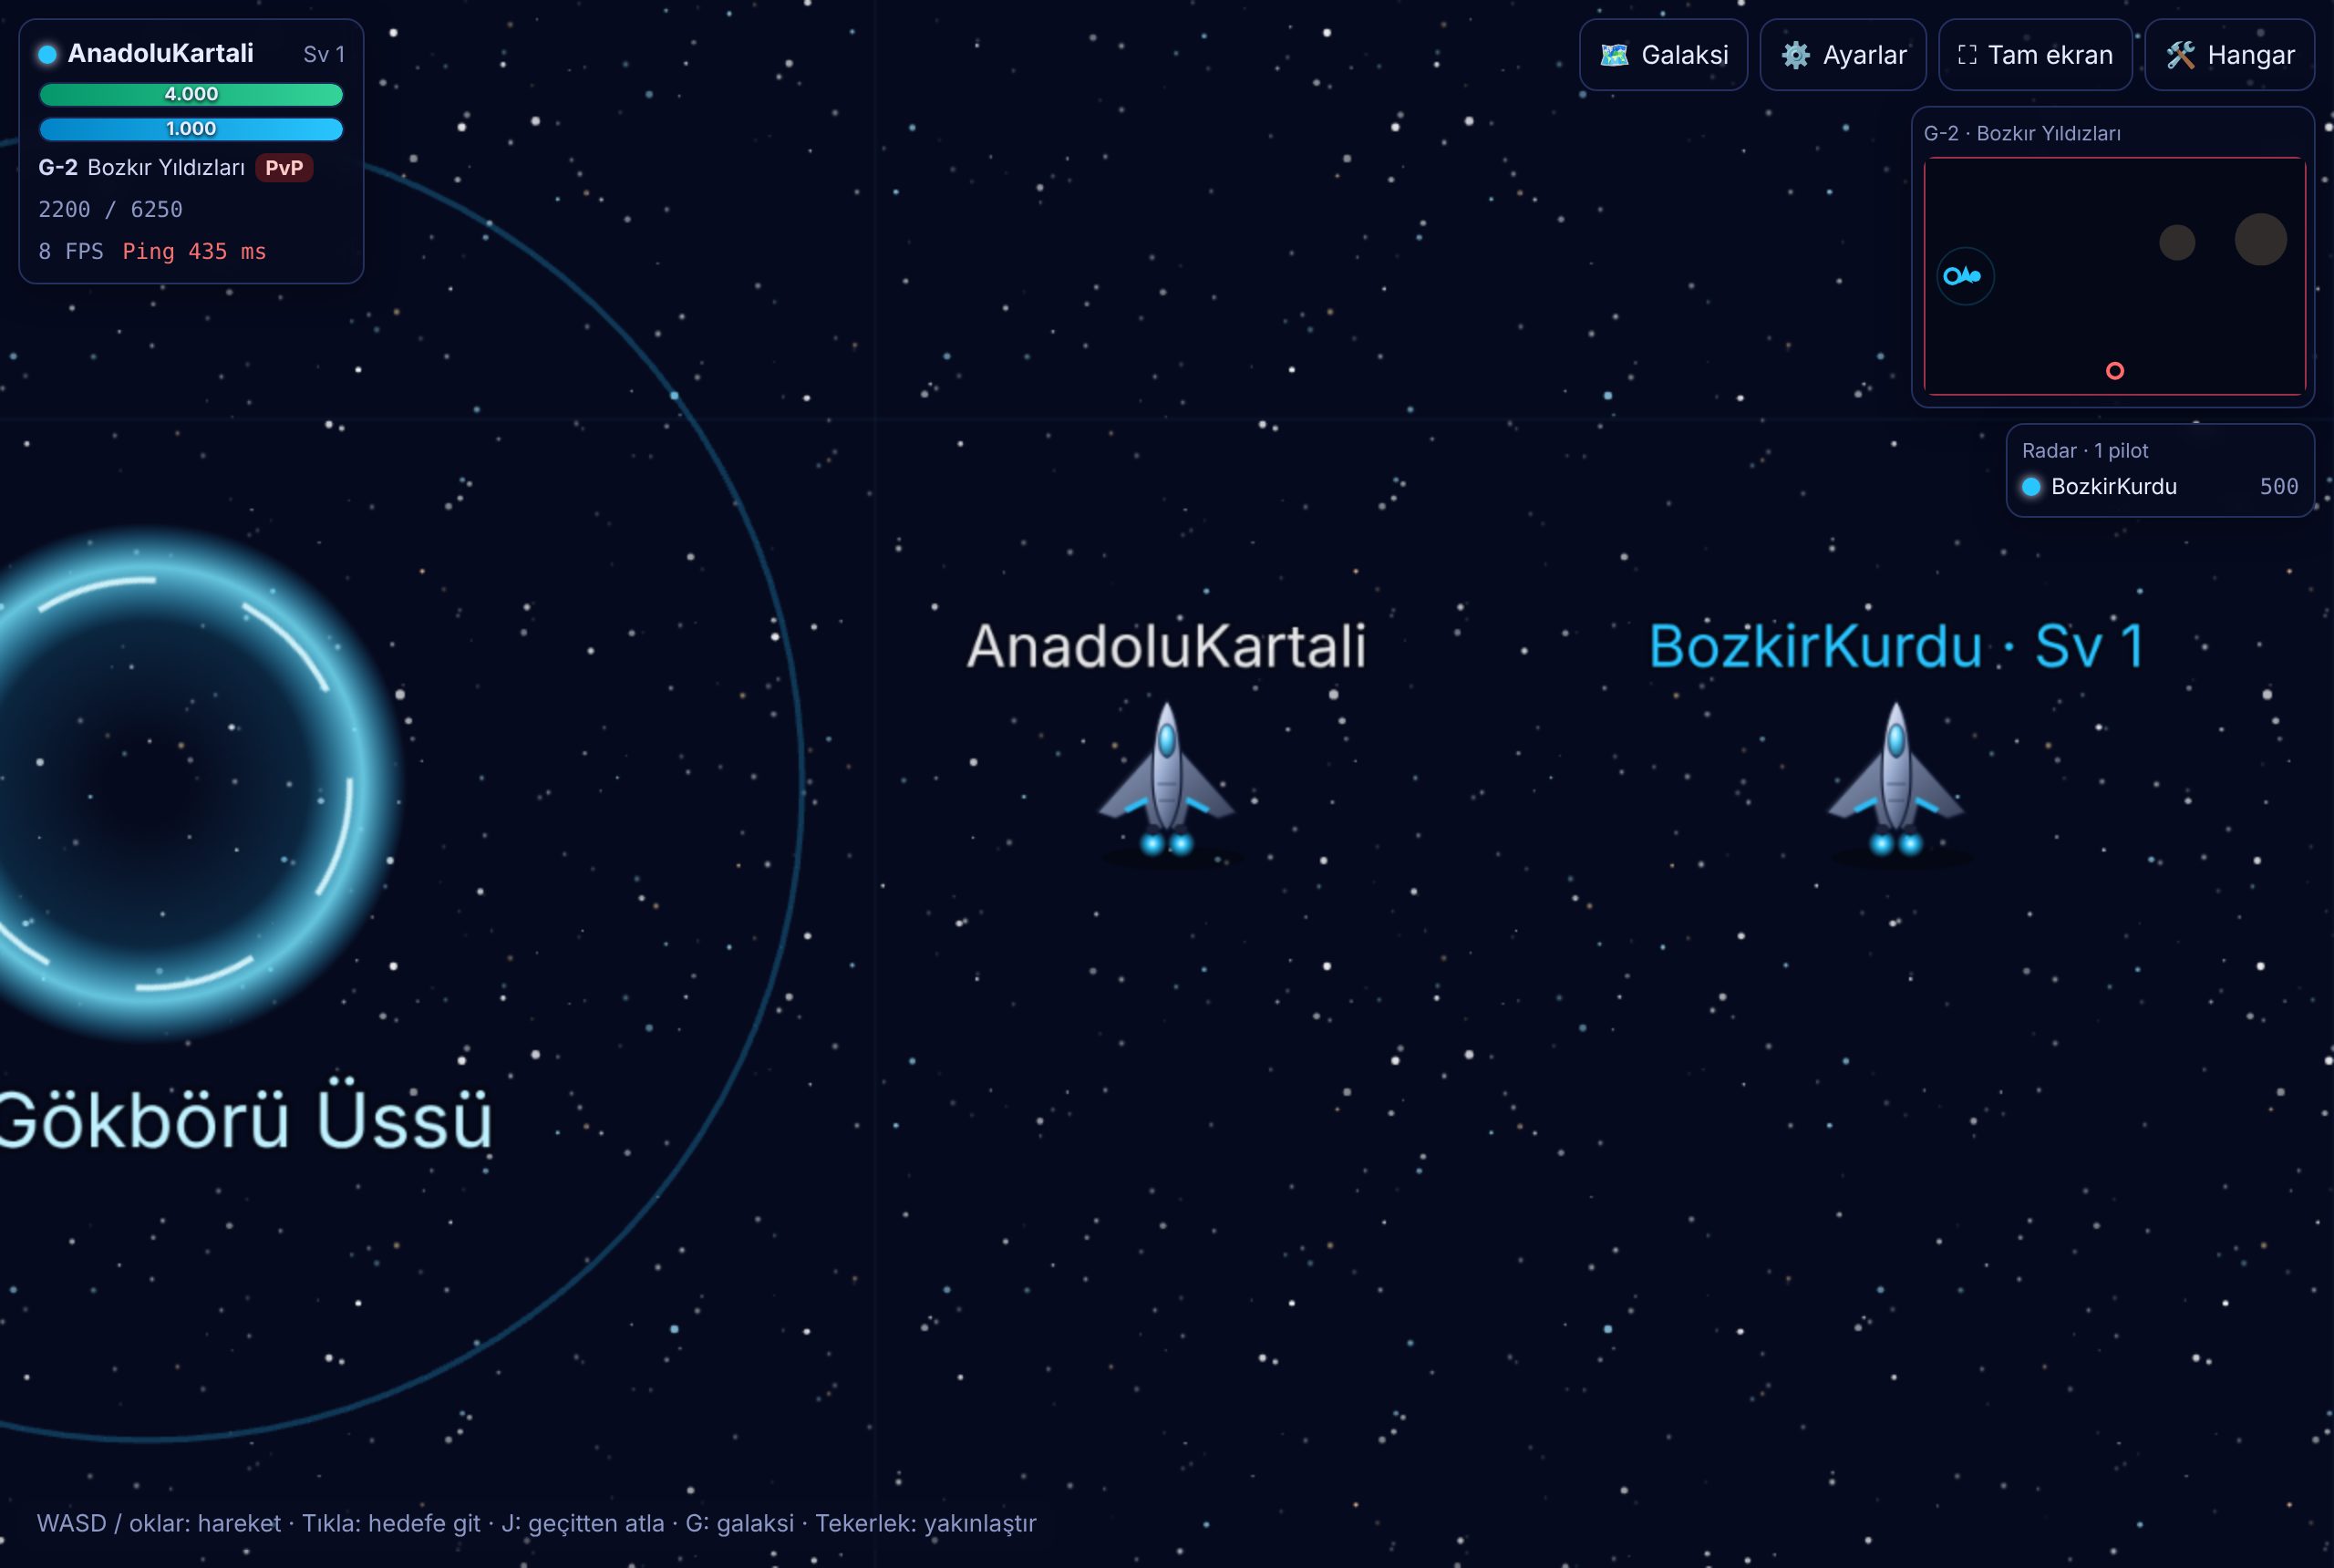 AnadoluKartali Sv 1
4.000
1.000
G-2 Bozkır Yıldızları PvP
2200 / 6250
8 FPS Ping 435 ms
Galaksi
Ayarlar
Tam ekran
Hangar
G-2 · Bozkır Yıldızları
Radar · 1 pilot
BozkirKurdu 500
AnadoluKartali
BozkirKurdu · Sv 1
Gökbörü Üssü
WASD / oklar: hareket · Tıkla: hedefe git · J: geçitten atla · G: galaksi · Tekerlek: yakınlaştır